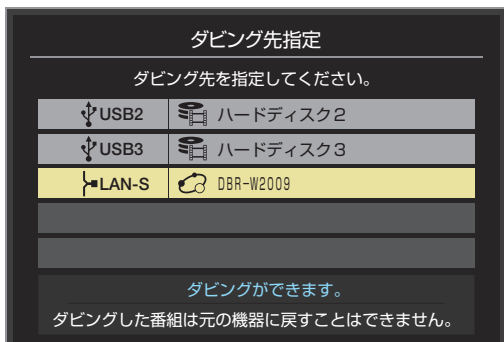 ダビング先指定
ダビング先を指定してください。
USB2 ハードディスク2
USB3 ハードディスク3
LAN-S DBR-W2009
ダビングができます。
ダビングした番組は元の機器に戻すことはできません。